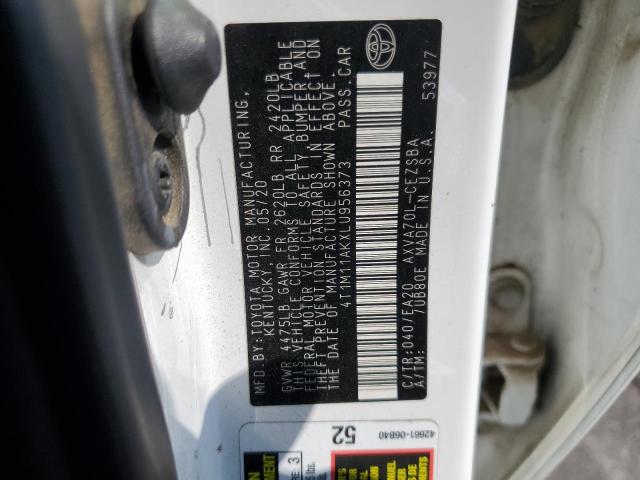 MFD. BY: TOYOTA MOTOR MANUFACTURING,
KENTUCKY, INC. 05/20
GVWR 4475LB GAWR FR 2620LB RR 2420LB
THIS VEHICLE CONFORMS TO ALL APPLICABLE
FEDERAL MOTOR VEHICLE SAFETY, BUMPER, AND
THEFT PREVENTION STANDARDS IN EFFECT ON
THE DATE OF MANUFACTURE SHOWN ABOVE.
4T1M11AKXLU956373 PASS.CAR
C/TR:040/EA20 AXVA70L-CEZSBA
A/TM: /UB80E MADE IN U.S.A. 53977
52
42661-06B40